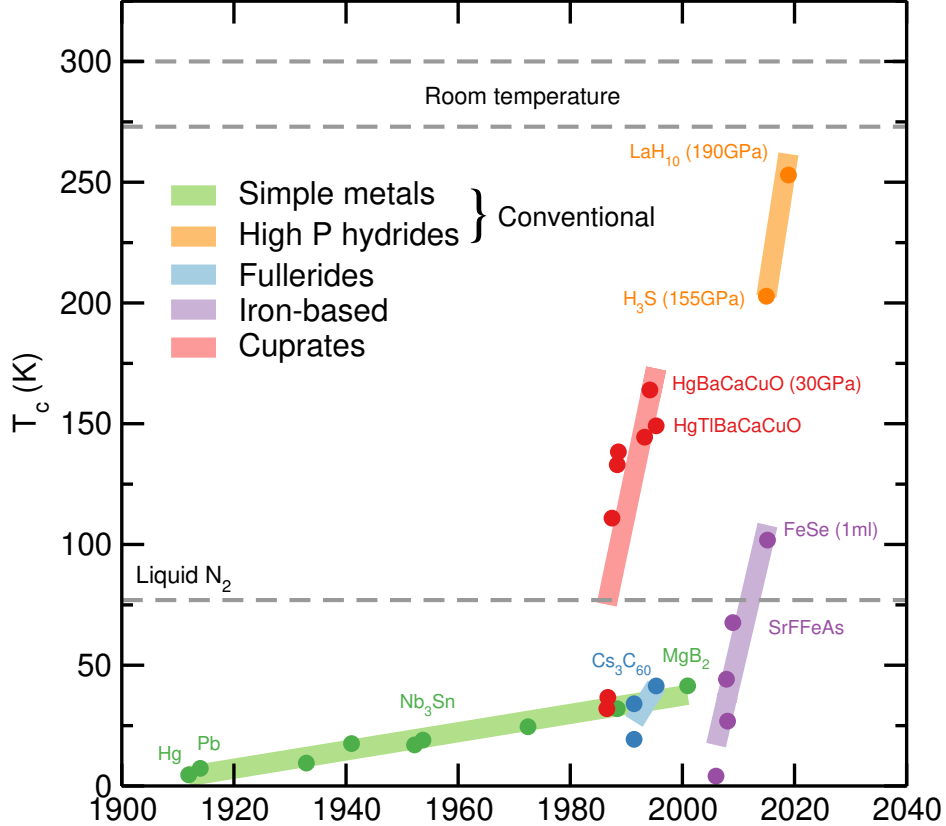 300
Room temperature
LaH10 (190GPa)
250
Simple metals
High P hydrides
} Conventional
Fullerides
Iron-based
Cuprates
H3S (155GPa)
200
Tc (K)
150
HgBaCaCuO (30GPa)
HgTlBaCaCuO
100
FeSe (1ml)
Liquid N2
SrFFeAs
50
Cs3C60
MgB2
Nb3Sn
Hg
Pb
0
1900 1920 1940 1960 1980 2000 2020 2040